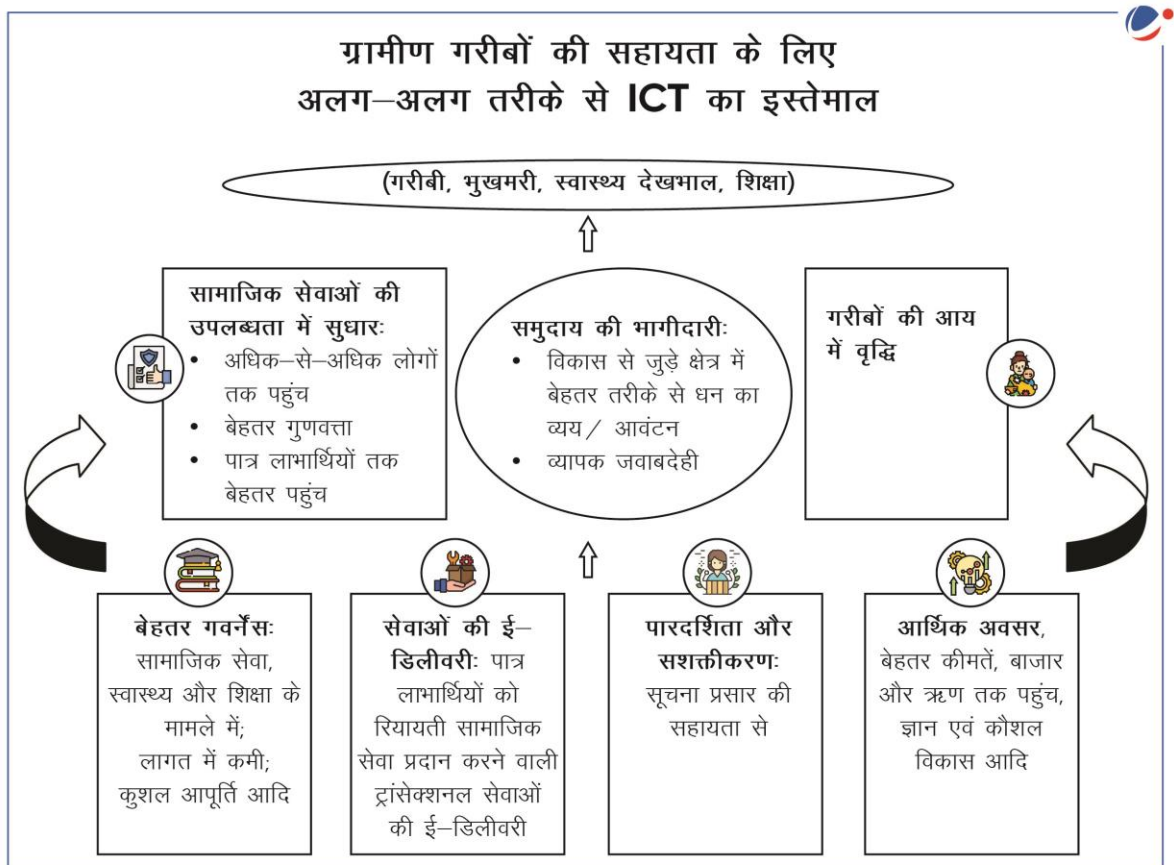 ग्रामीण गरीबों की सहायता के लिए
अलग–अलग तरीके से ICT का इस्तेमाल
(गरीबी, भुखमरी, स्वास्थ्य देखभाल, शिक्षा)
सामाजिक सेवाओं की
उपलब्धता में सुधारः
• अधिक–से–अधिक लोगों
तक पहुंच
• बेहतर गुणवत्ता
• पात्र लाभार्थियों तक
बेहतर पहुंच
समुदाय की भागीदारीः
• विकास से जुड़े क्षेत्र में
बेहतर तरीके से धन का
व्यय/ आवंटन
• व्यापक जवाबदेही
गरीबों की आय
में वृद्धि
बेहतर गवर्नेंसः
सामाजिक सेवा,
स्वास्थ्य और शिक्षा के
मामले में;
लागत में कमी;
कुशल आपूर्ति आदि
सेवाओं की ई–
डिलीवरीः पात्र
लाभार्थियों को
रियायती सामाजिक
सेवा प्रदान करने वाली
ट्रांसेक्शनल सेवाओं
की ई–डिलीवरी
पारदर्शिता और
सशक्तीकरणः
सूचना प्रसार की
सहायता से
आर्थिक अवसर,
बेहतर कीमतें, बाजार
और ऋण तक पहुंच,
ज्ञान एवं कौशल
विकास आदि